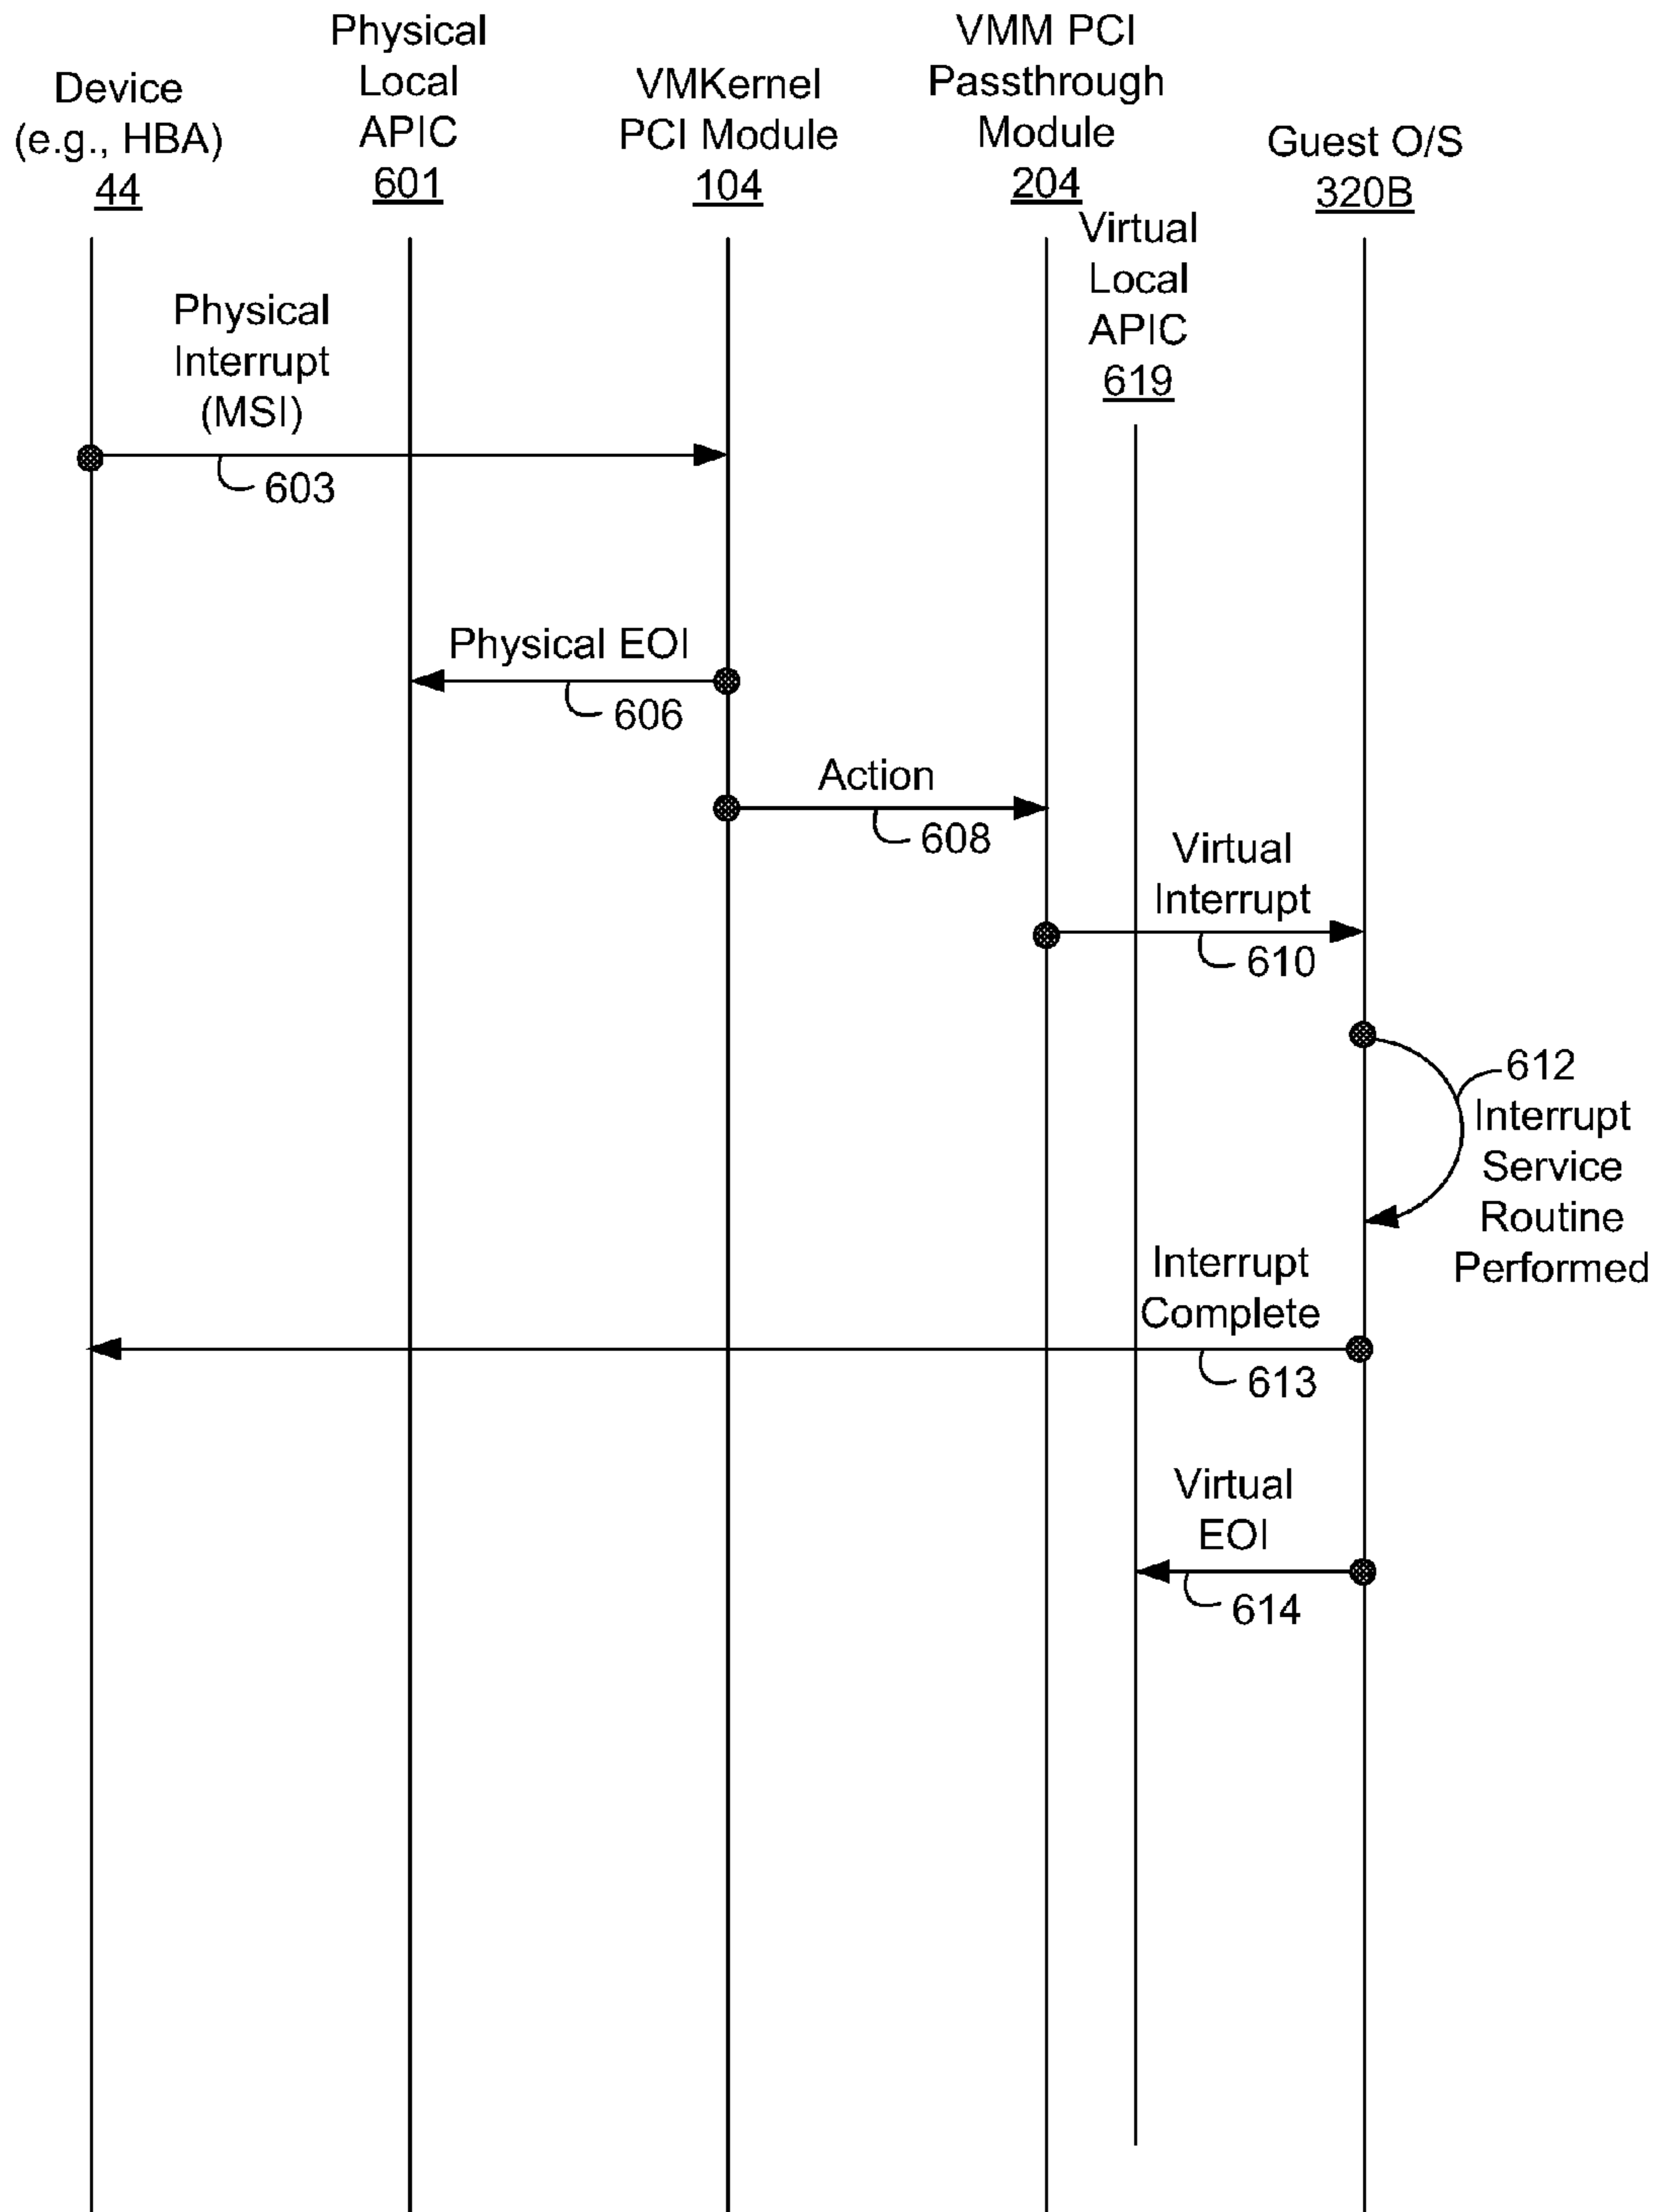 Device
(e.g., HBA)
44
Physical
Local
APIC
601
VMKernel
PCI Module
104
VMM PCI
Passthrough
Module
204
Virtual
Local
APIC
619
Guest O/S
320B
Physical
Interrupt
(MSI)
603
Physical EOI
606
Action
608
Virtual
Interrupt
610
612
Interrupt
Service
Routine
Performed
Interrupt
Complete
613
Virtual
EOI
614